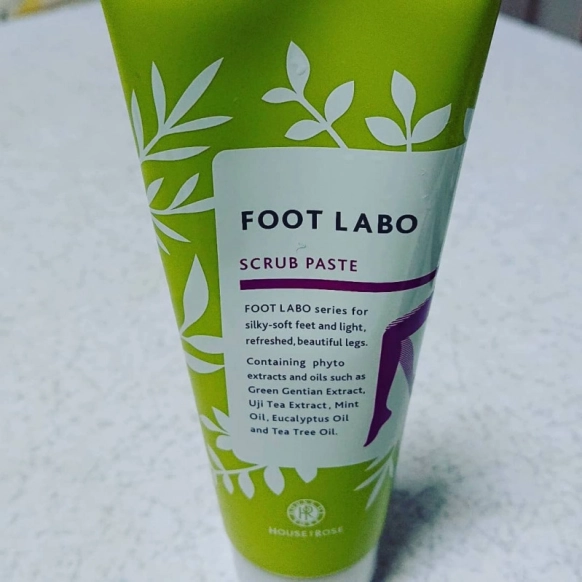 FOOT LABO
SCRUB PASTE
FOOT LABO series for
silky-soft feet and light,
refreshed, beautiful legs.
Containing phyto
extracts and oils such as
Green Gentian Extract,
Uji Tea Extract, Mint
Oil, Eucalyptus Oil
and Tea Tree Oil.
HR
HOUSE OF ROSE